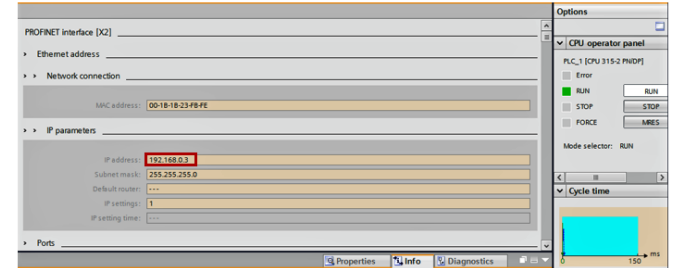 Options
PROFINET interface [X2]
CPU operator panel
Ethernet address
PLC_1 [CPU 315-2 PN/DP]
Network connection
Error
RUN RUN
MAC address: 00-1B-1B-23-FB-FE
STOP STOP
FORCE MRES
IP parameters
Mode selector: RUN
IP address: 192.168.0.3
Subnet mask: 255.255.255.0
Default router: ---
Cycle time
IP settings: 1
IP setting time: ---
Ports
0 150 ms
Properties Info Diagnostics